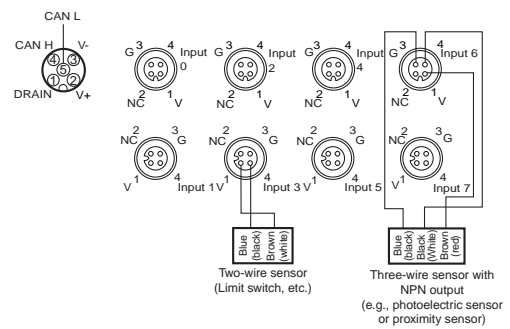 CAN L
CAN H
V-
4
3
5
1
2
DRAIN
V+
G
3
4
Input
0
2
NC
1
V
G
3
4
Input
2
2
NC
1
V
G
3
4
Input
4
2
NC
1
V
G
3
4
Input 6
2
NC
1
V
NC
2
3
G
V
1
4
Input 1
NC
2
3
G
V
1
4
Input 3
NC
2
3
G
V
1
4
Input 5
NC
2
3
G
V
1
4
Input 7
Blue
(black)
Brown
(white)
Blue
(black)
Black
(White)
Brown
(red)
Two-wire sensor
(Limit switch, etc.)
Three-wire sensor with
NPN output
(e.g., photoelectric sensor
or proximity sensor)